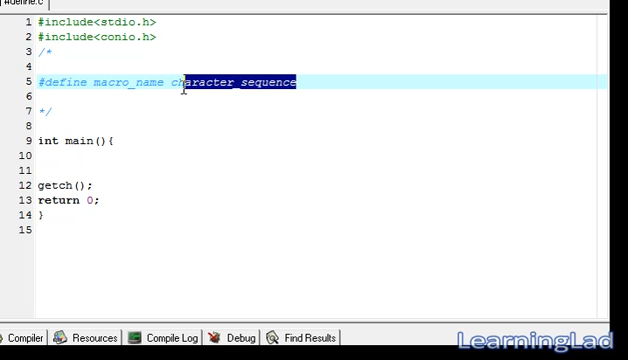 #define.c
1 #include<stdio.h>
2 #include<conio.h>
3 /*
4
5 #define macro_name character_sequence
6
7 */
8
9 int main(){
10
11
12 getch();
13 return 0;
14 }
15
Compiler Resources Compile Log Debug Find Results
LearningLad